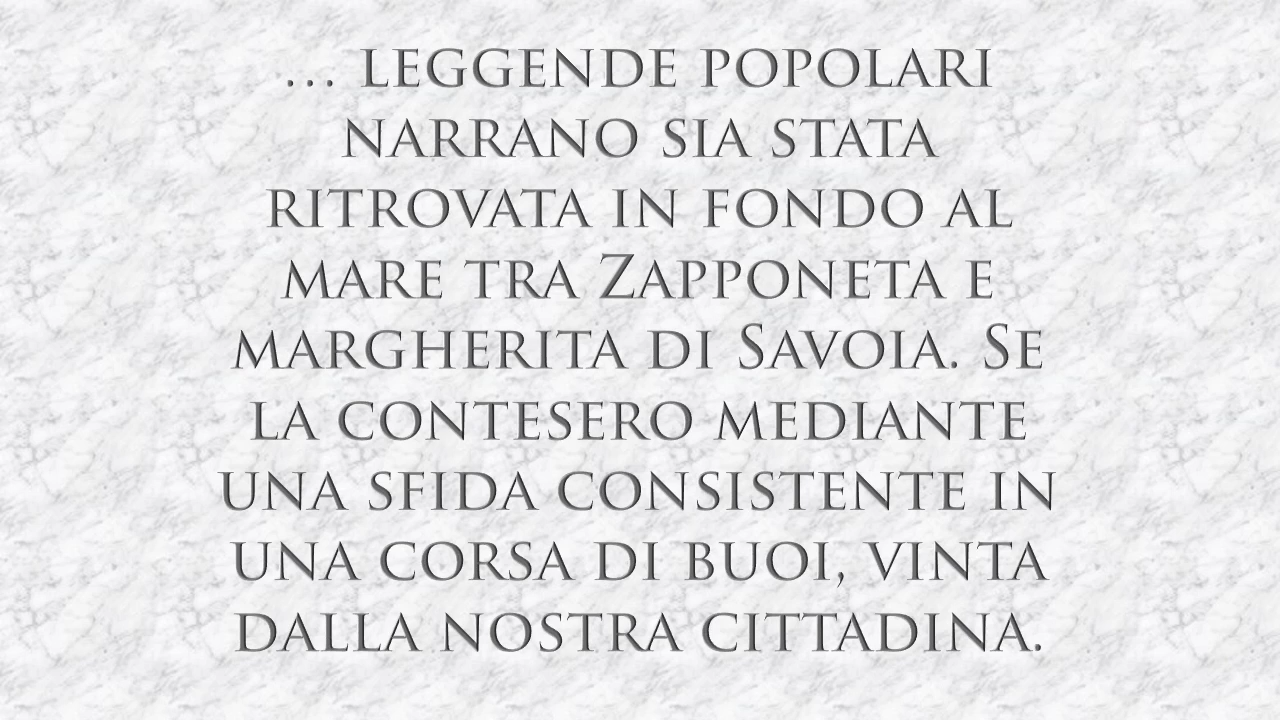 … LEGGENDE POPOLARI
NARRANO SIA STATA
RITROVATA IN FONDO AL
MARE TRA ZAPPONETA E
MARGHERITA DI SAVOIA. SE
LA CONTESERO MEDIANTE
UNA SFIDA CONSISTENTE IN
UNA CORSA DI BUOI, VINTA
DALLA NOSTRA CITTADINA.